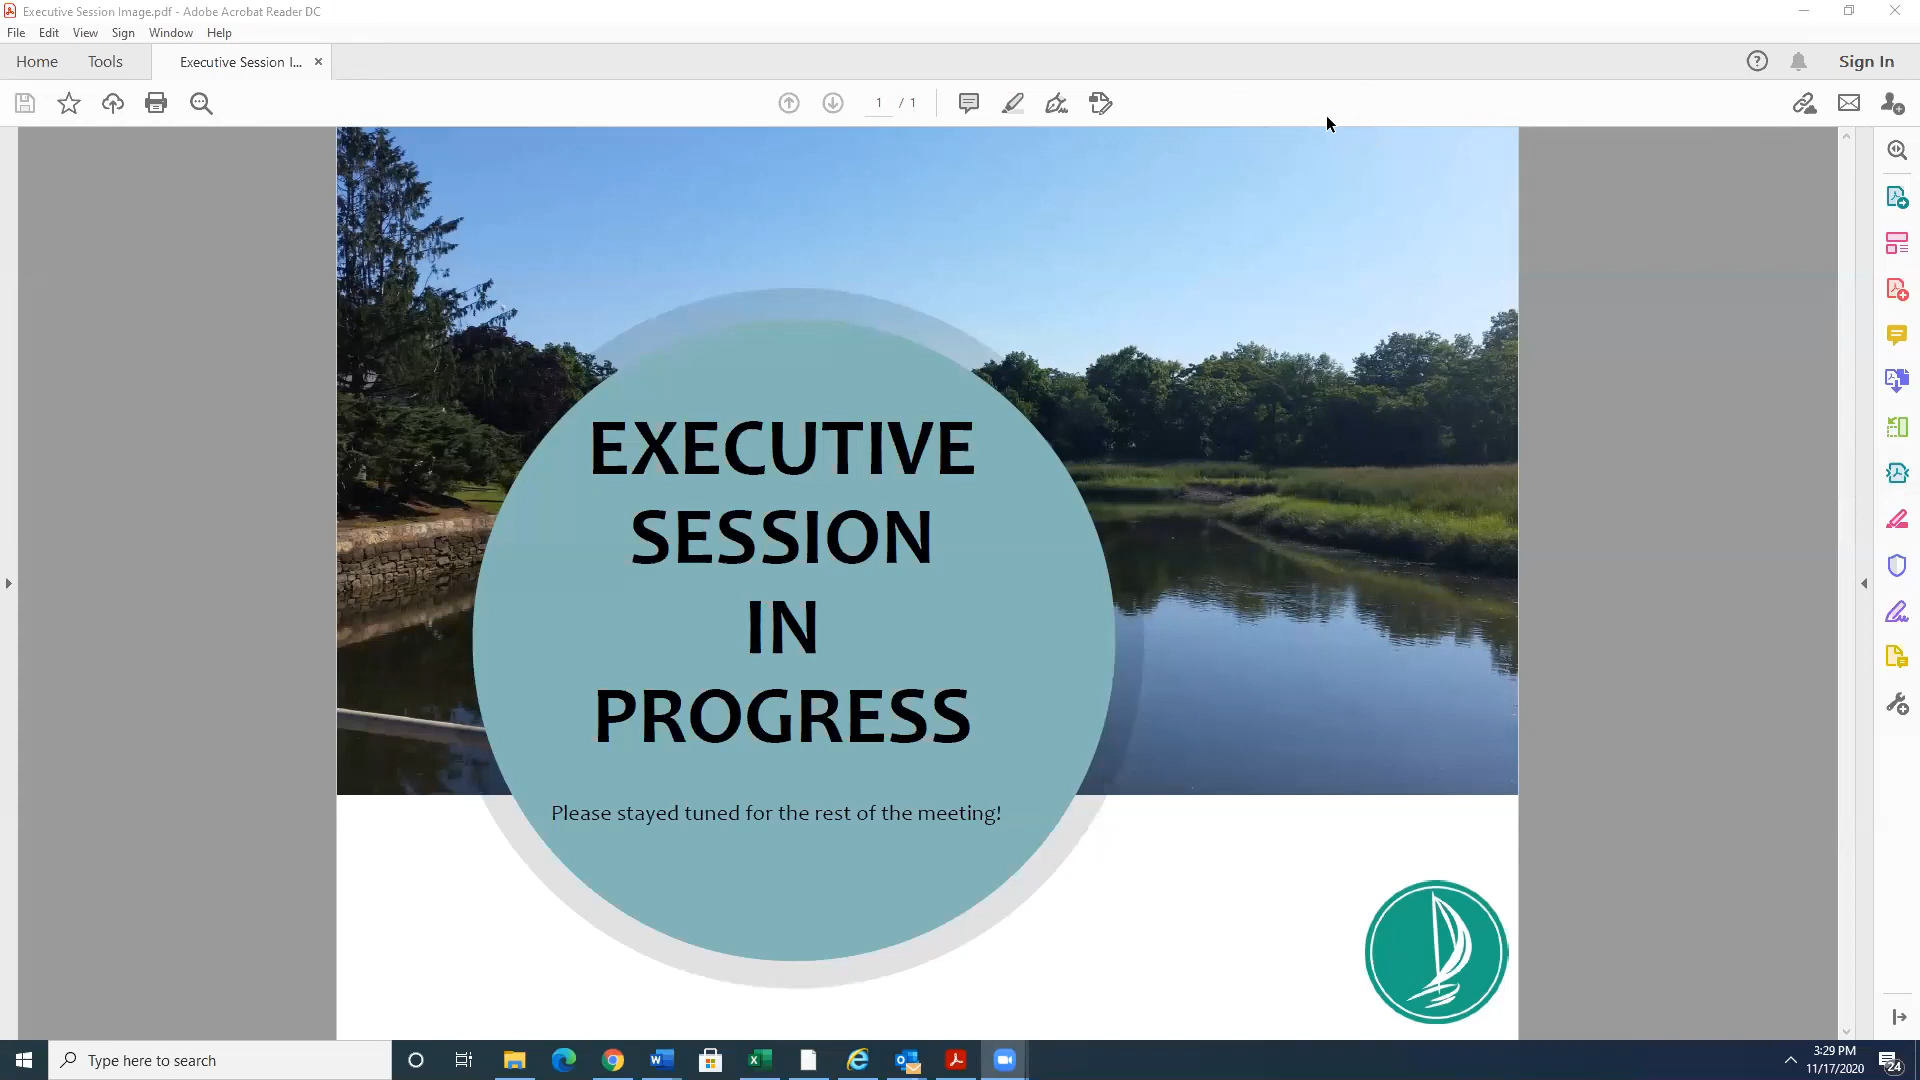 Executive Session Image.pdf - Adobe Acrobat Reader DC
File Edit View Sign Window Help
Home Tools Executive Session I... Sign In
1 / 1
EXECUTIVE
SESSION
IN
PROGRESS
Please stayed tuned for the rest of the meeting!
Type here to search
3:29 PM
11/17/2020
24